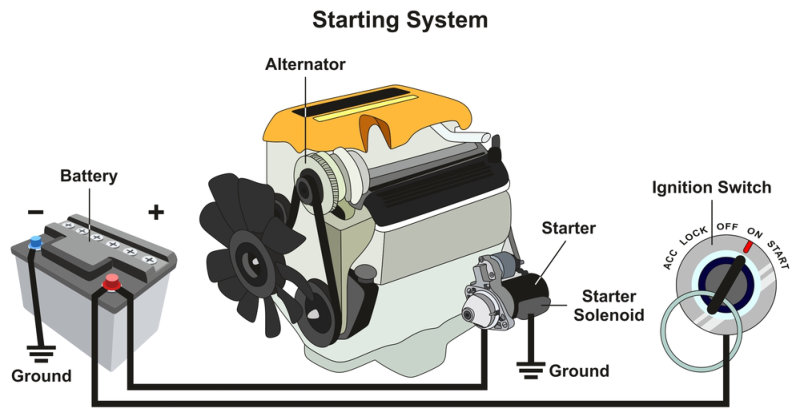 Starting System
Alternator
Battery
− +
Ignition Switch
ACC LOCK OFF ON START
Starter
Starter
Solenoid
Ground
Ground